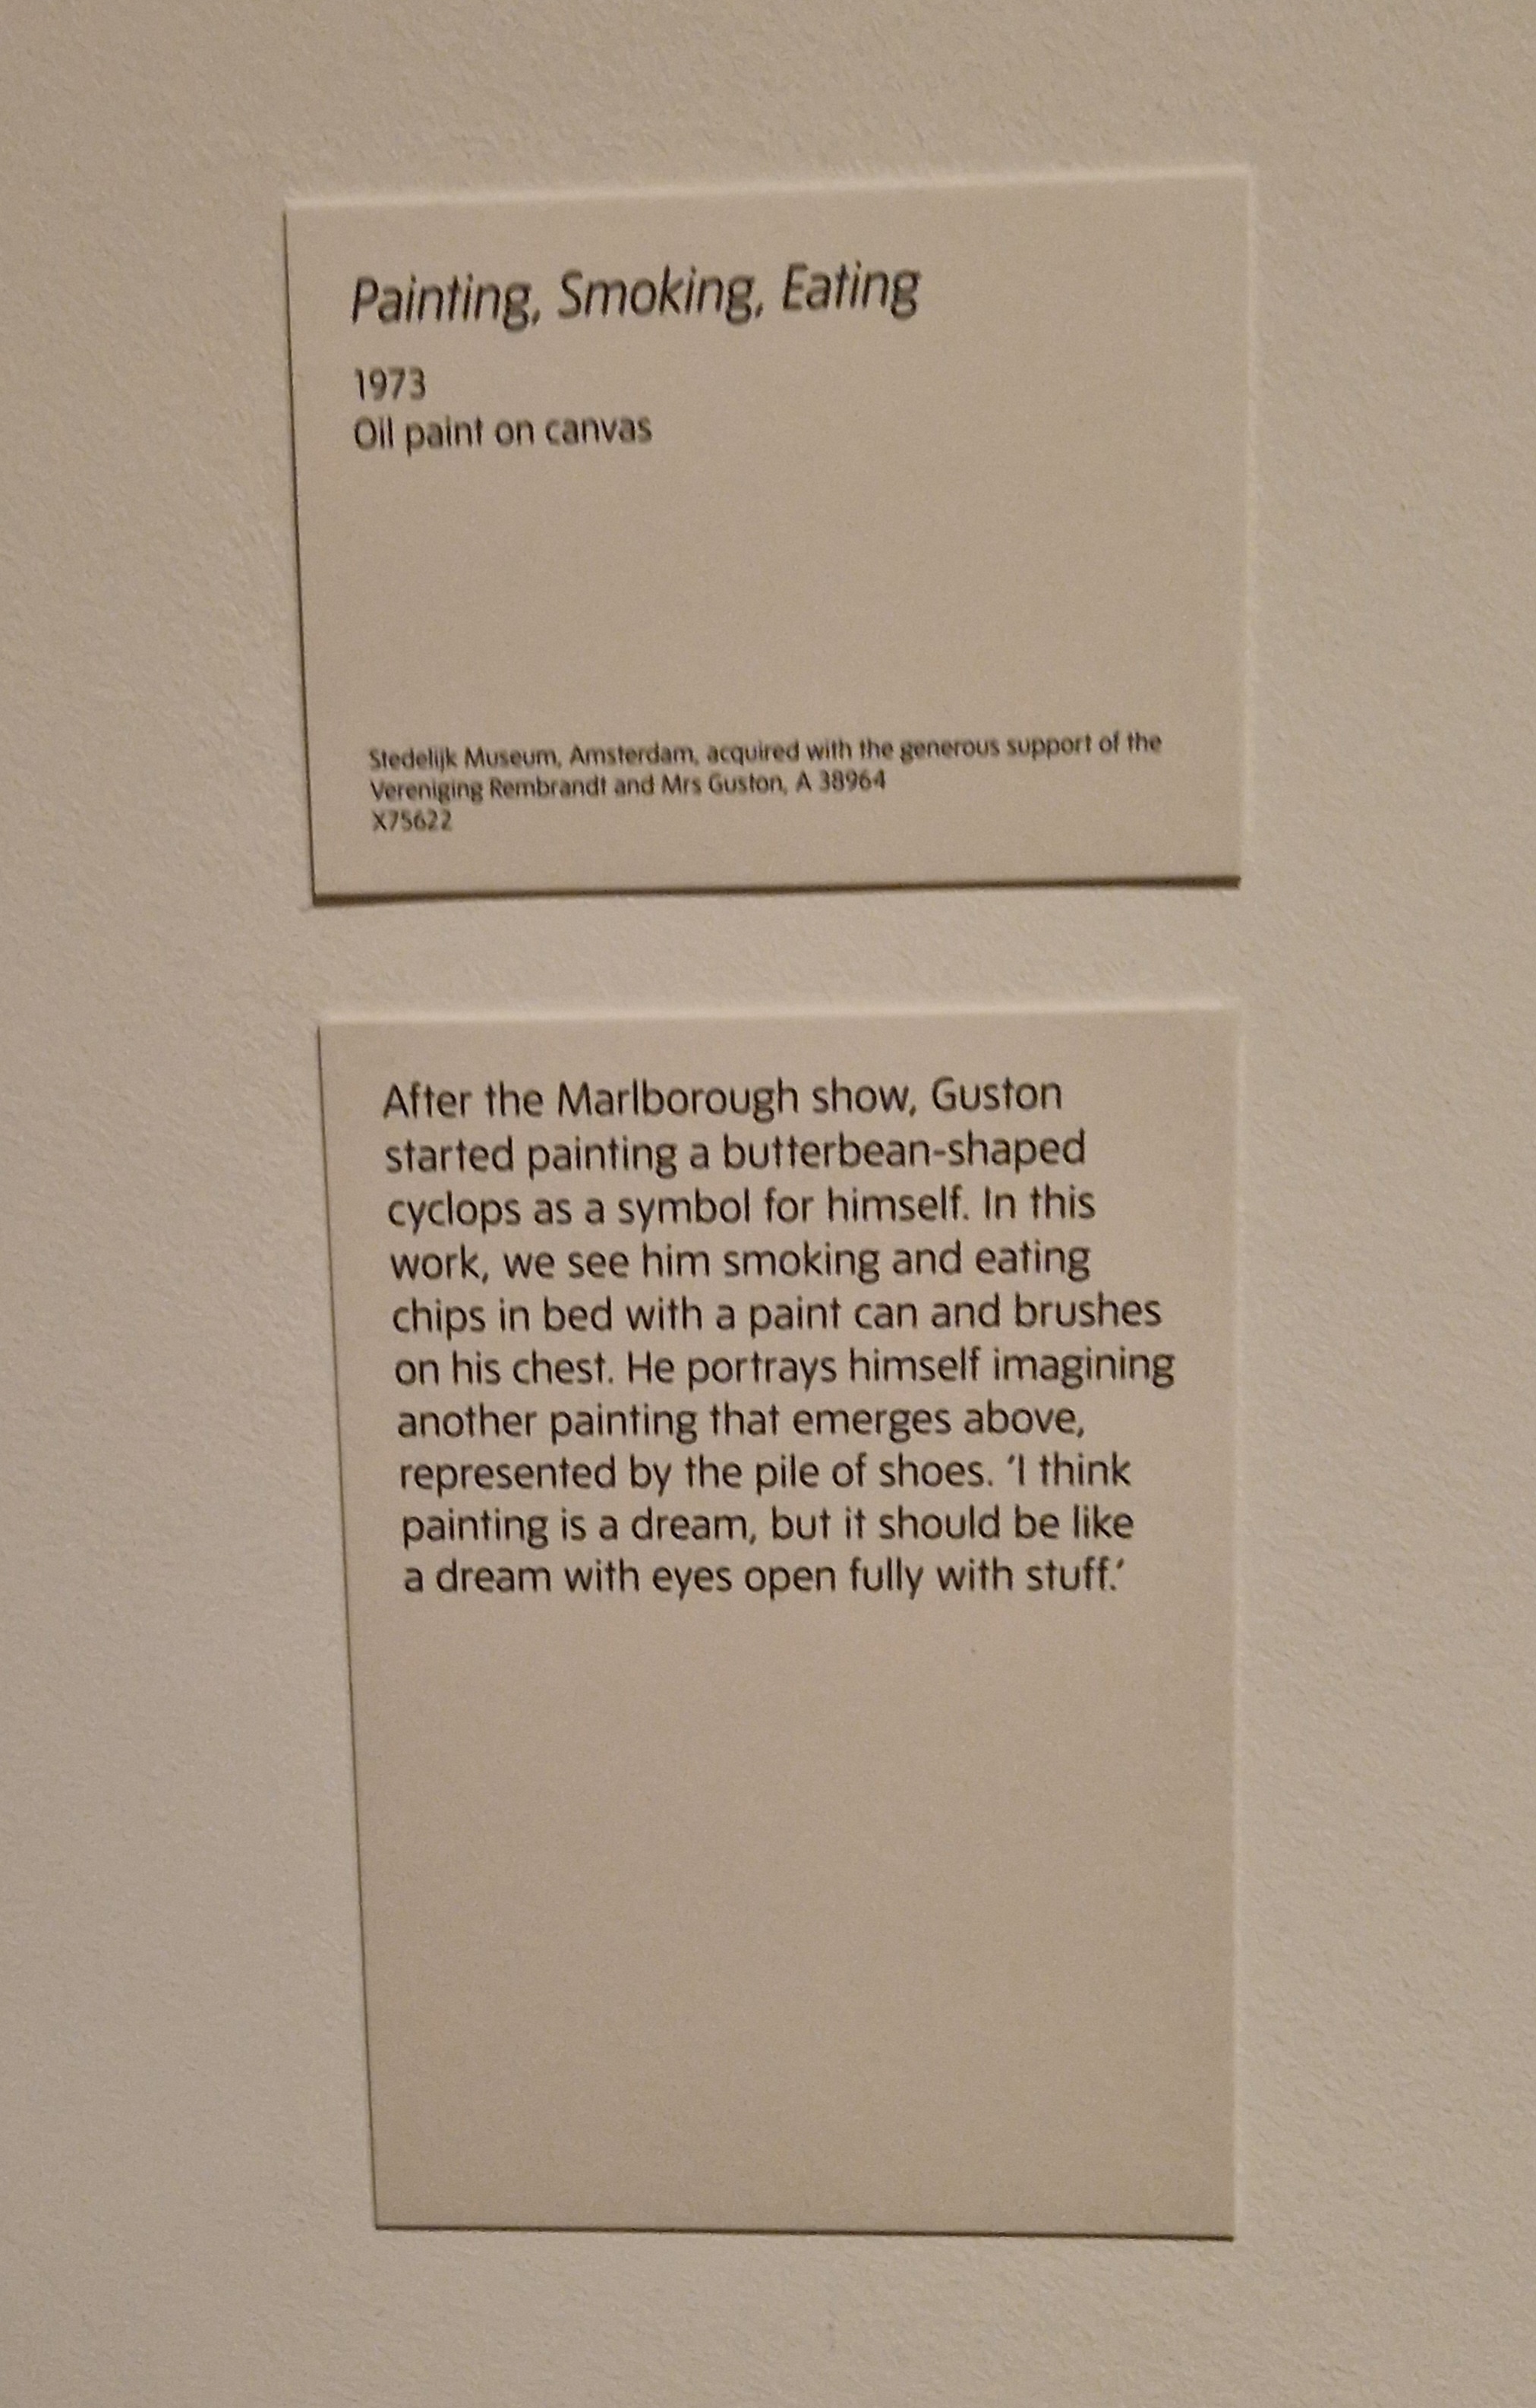 Painting, Smoking, Eating
1973
Oil paint on canvas
Stedelijk Museum, Amsterdam, acquired with the generous support of the
Vereniging Rembrandt and Mrs Guston, A 38964
X75622
After the Marlborough show, Guston
started painting a butterbean-shaped
cyclops as a symbol for himself. In this
work, we see him smoking and eating
chips in bed with a paint can and brushes
on his chest. He portrays himself imagining
another painting that emerges above,
represented by the pile of shoes. ‘I think
painting is a dream, but it should be like
a dream with eyes open fully with stuff.’